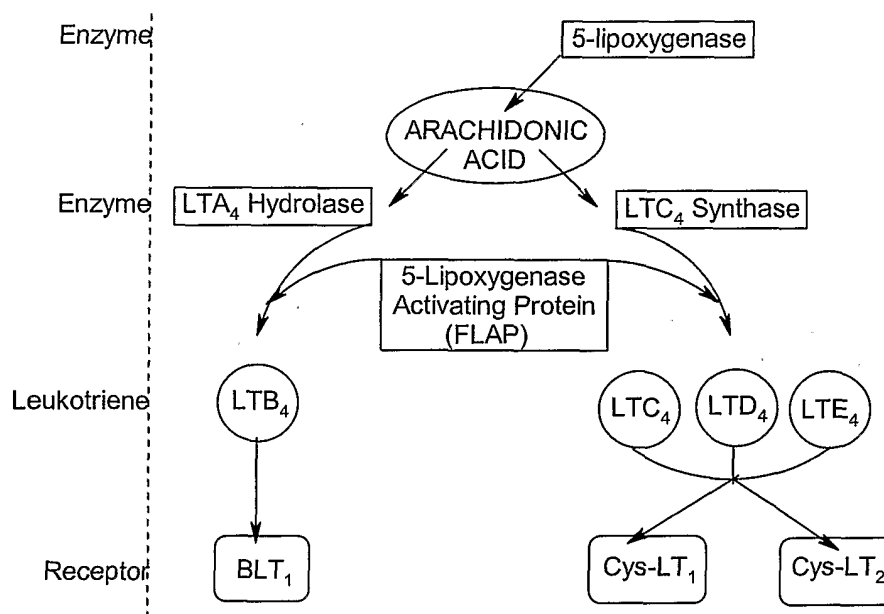 Enzyme
5-lipoxygenase
ARACHIDONIC
ACID
Enzyme
LTA₄ Hydrolase
LTC₄ Synthase
5-Lipoxygenase
Activating Protein
(FLAP)
Leukotriene
LTB₄
LTC₄
LTD₄
LTE₄
Receptor
BLT₁
Cys-LT₁
Cys-LT₂